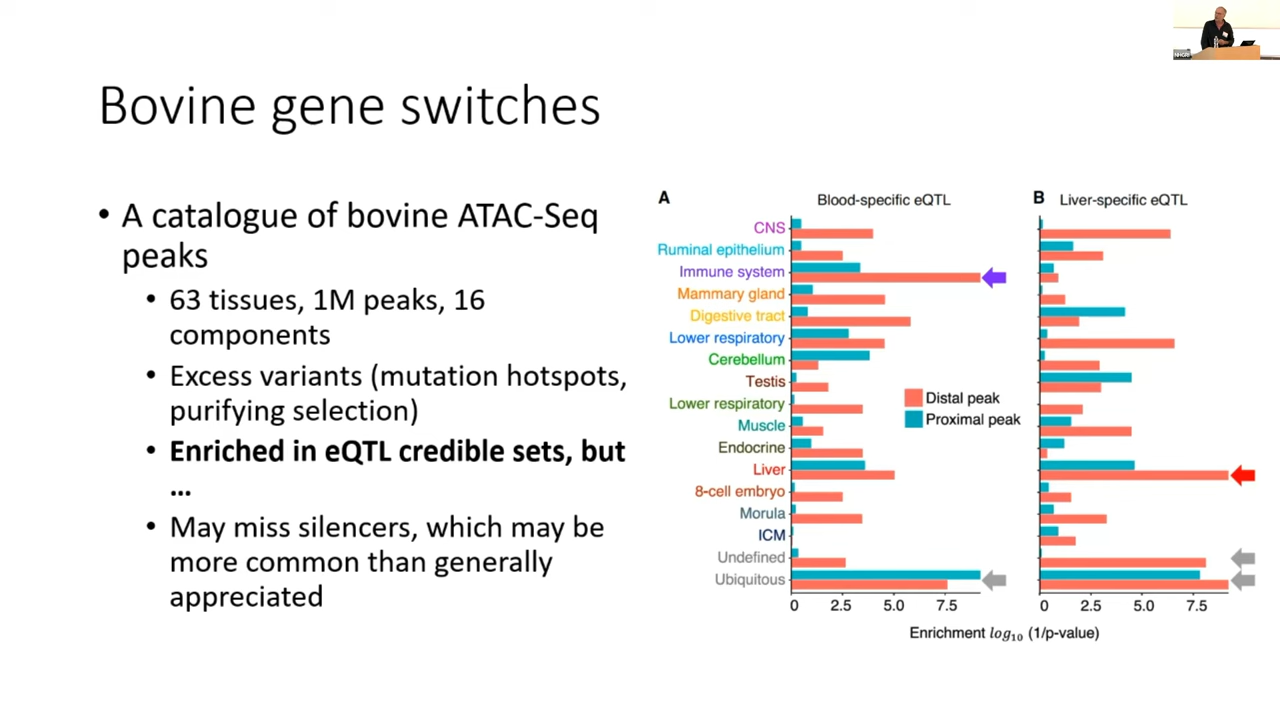 Bovine gene switches
• A catalogue of bovine ATAC-Seq
peaks
• 63 tissues, 1M peaks, 16
components
• Excess variants (mutation hotspots,
purifying selection)
• Enriched in eQTL credible sets, but
...
• May miss silencers, which may be
more common than generally
appreciated
A
Blood-specific eQTL
B
Liver-specific eQTL
CNS
Ruminal epithelium
Immune system
Mammary gland
Digestive tract
Lower respiratory
Cerebellum
Testis
Lower respiratory
Muscle
Endocrine
Liver
8-cell embryo
Morula
ICM
Undefined
Ubiquitous
Distal peak
Proximal peak
0 2.5 5.0 7.5
0 2.5 5.0 7.5
Enrichment log₁₀ (1/p-value)
NHGRI